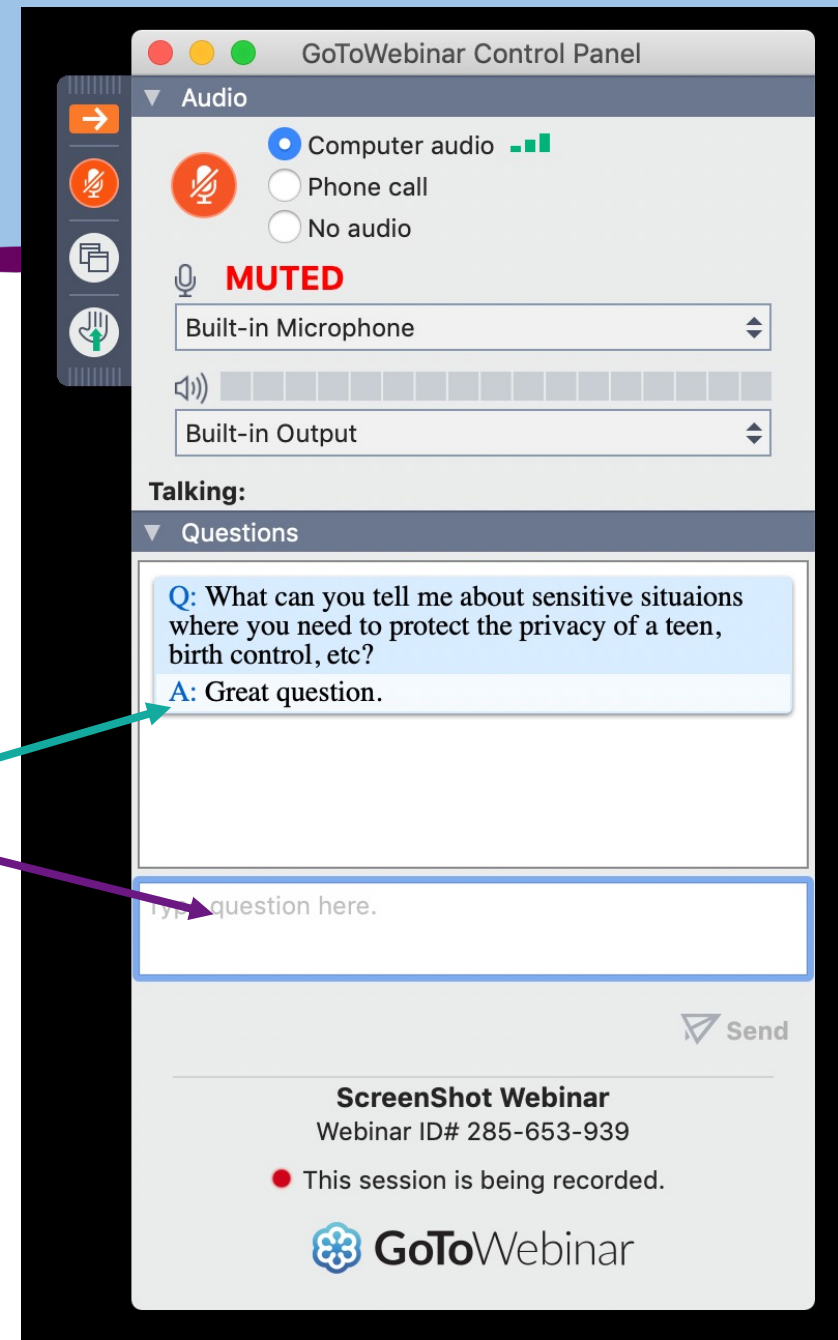 GoToWebinar Control Panel
Audio
Computer audio
Phone call
No audio
MUTED
Built-in Microphone
Built-in Output
Talking:
Questions
Q: What can you tell me about sensitive situaions
where you need to protect the privacy of a teen,
birth control, etc?
A: Great question.
question here.
Send
ScreenShot Webinar
Webinar ID# 285-653-939
This session is being recorded.
GoToWebinar